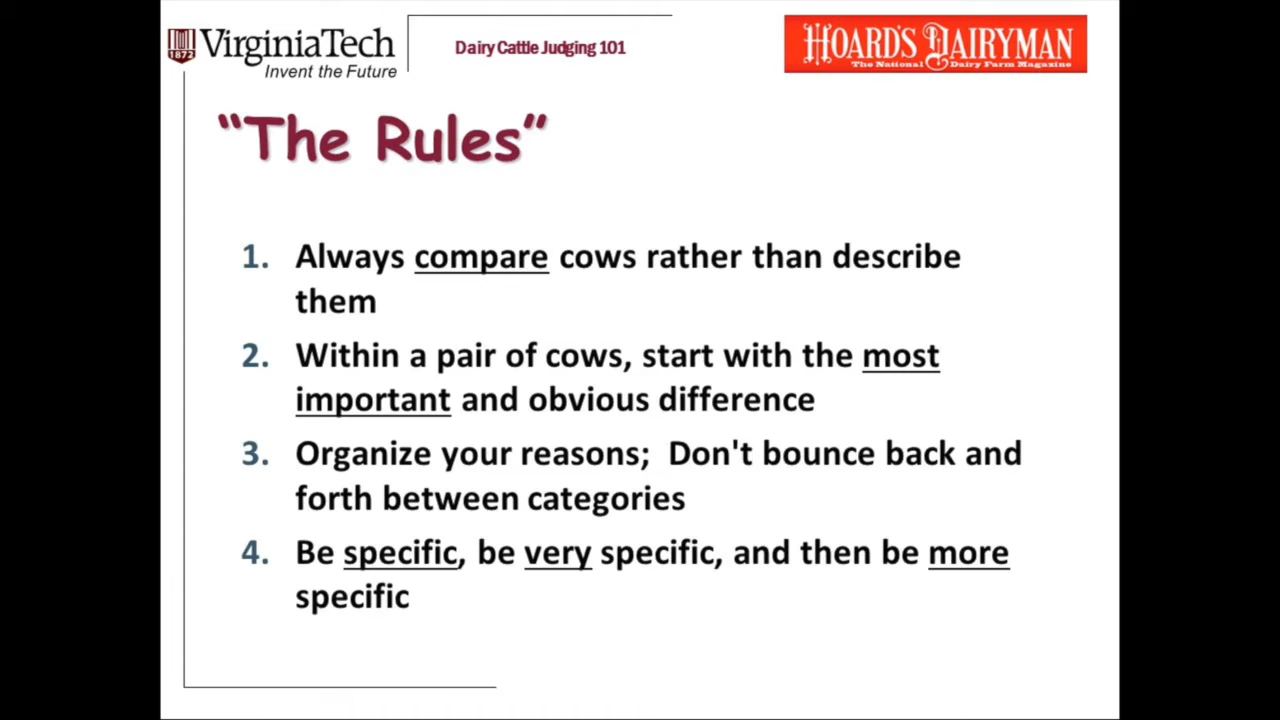 VirginiaTech
1872
Invent the Future
Dairy Cattle Judging 101
HOARD'S DAIRYMAN
The National Dairy Farm Magazine
“The Rules”
1. Always compare cows rather than describe
them
2. Within a pair of cows, start with the most
important and obvious difference
3. Organize your reasons; Don't bounce back and
forth between categories
4. Be specific, be very specific, and then be more
specific